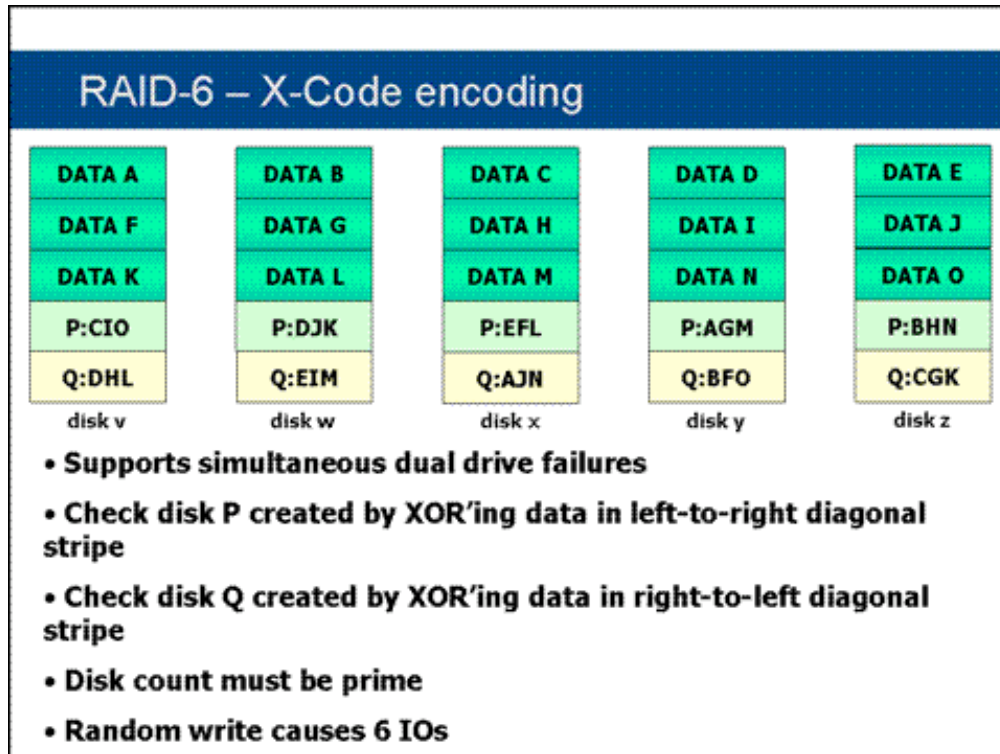 RAID-6 – X-Code encoding
DATA A DATA B DATA C DATA D DATA E
DATA F DATA G DATA H DATA I DATA J
DATA K DATA L DATA M DATA N DATA O
P:CIO P:DJK P:EFL P:AGM P:BHN
Q:DHL Q:EIM Q:AJN Q:BFO Q:CGK
disk v disk w disk x disk y disk z
• Supports simultaneous dual drive failures
• Check disk P created by XOR'ing data in left-to-right diagonal
stripe
• Check disk Q created by XOR'ing data in right-to-left diagonal
stripe
• Disk count must be prime
• Random write causes 6 IOs